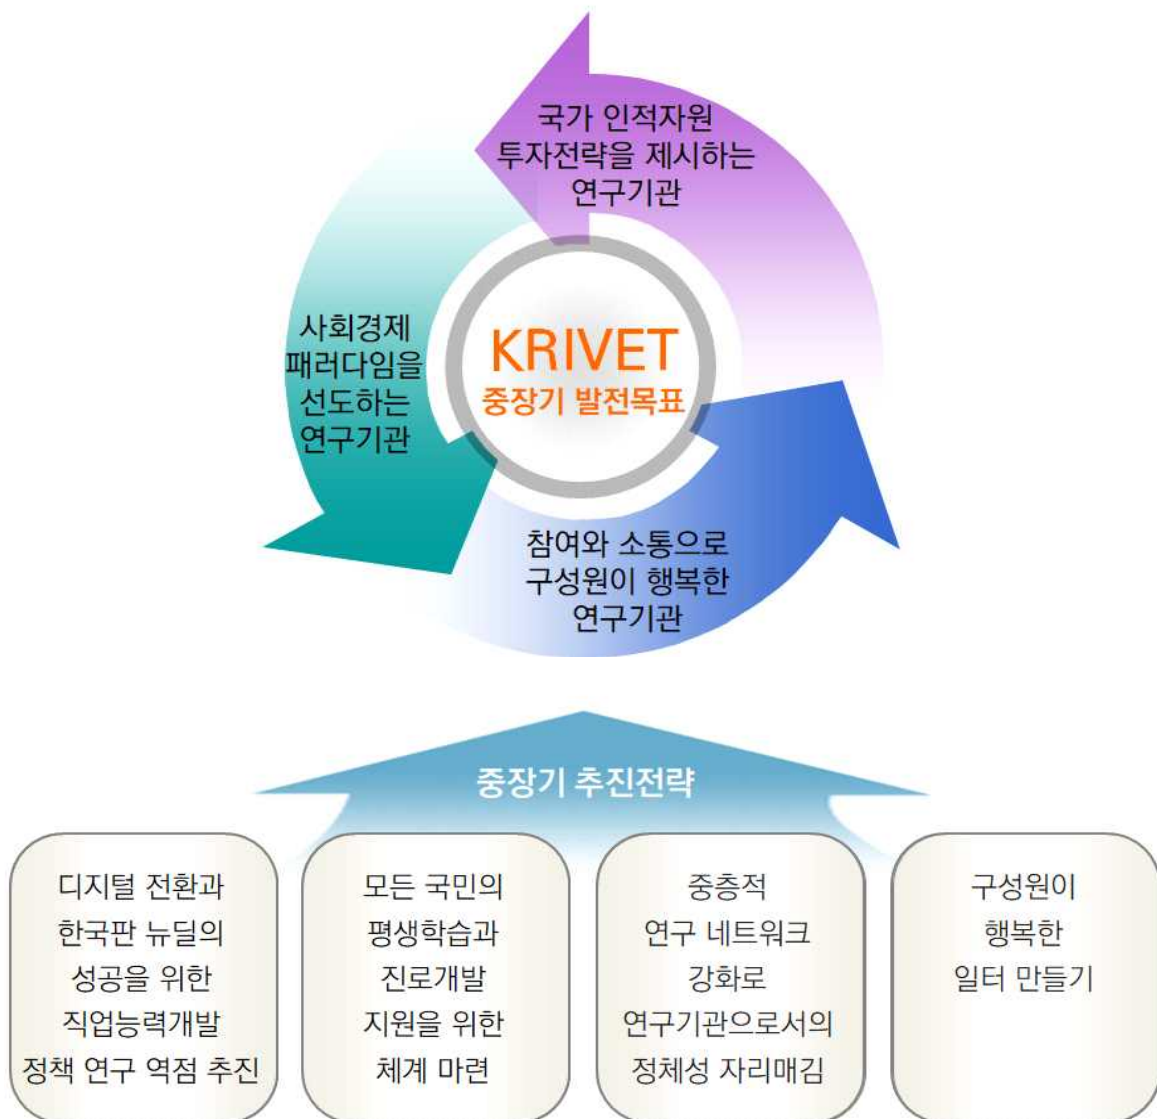 국가 인적자원
투자전략을 제시하는
연구기관
사회경제
패러다임을
선도하는
연구기관
KRIVET
중장기 발전목표
참여와 소통으로
구성원이 행복한
연구기관
중장기 추진전략
디지털 전환과
한국판 뉴딜의
성공을 위한
직업능력개발
정책 연구 역점 추진
모든 국민의
평생학습과
진로개발
지원을 위한
체계 마련
중층적
연구 네트워크
강화로
연구기관으로서의
정체성 자리매김
구성원이
행복한
일터 만들기